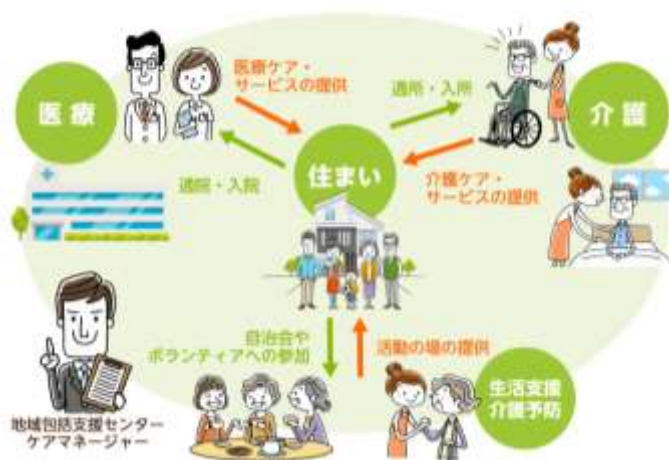 医療ケア・
サービスの提供
通所・入所
医療
介護
住まい
通院・入院
介護ケア・
サービスの提供
自治会や
ボランティアへの参加
活動の場の提供
生活支援
介護予防
地域包括支援センター
ケアマネージャー